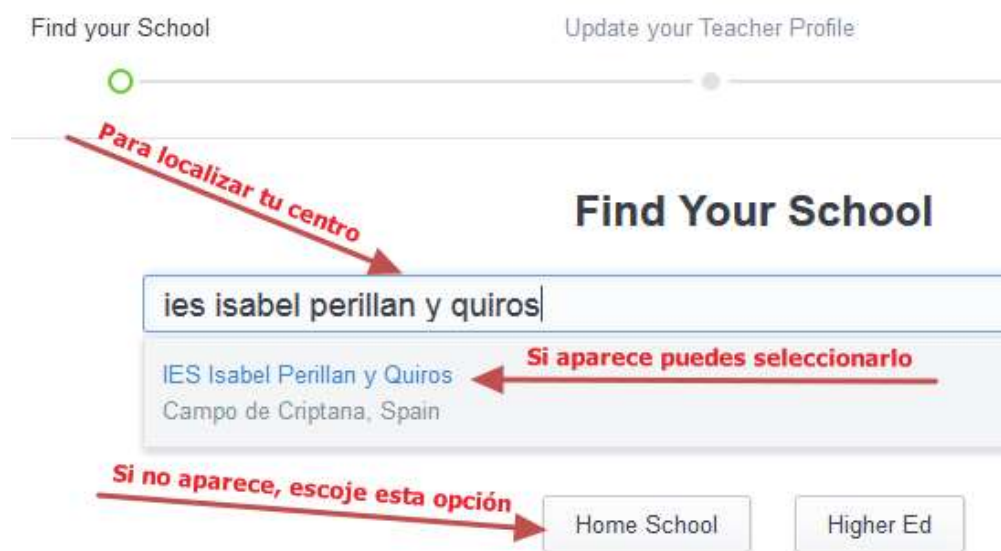 Find your School
Update your Teacher Profile
Para localizar tu centro
Find Your School
ies isabel perillan y quiros
Si aparece puedes seleccionarlo
IES Isabel Perillan y Quiros
Campo de Criptana, Spain
Si no aparece, escoje esta opción
Home School
Higher Ed